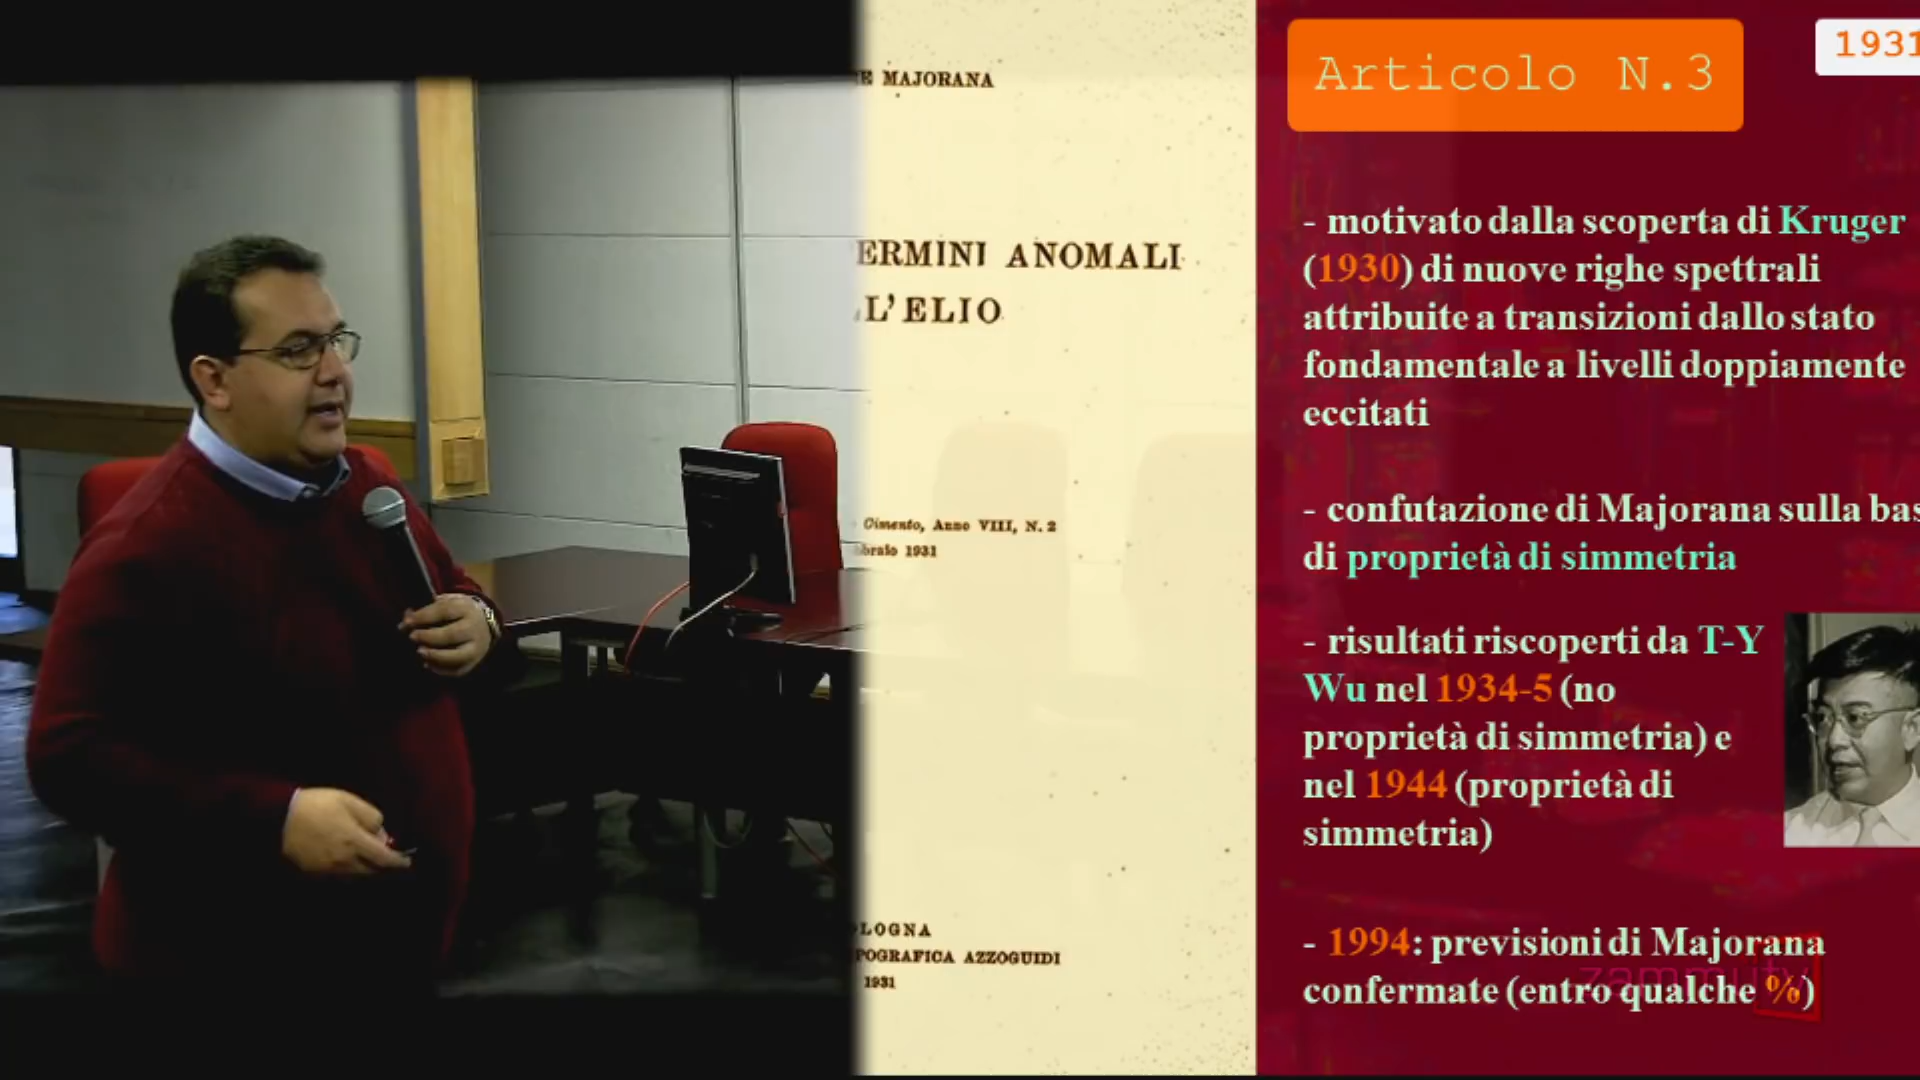 MAJORANA
ERMINI ANOMALI
L'ELIO
Cimento, Anno VIII, N. 2
1931
LOGNA
POGRAFICA AZZOGUIDI
1931
Articolo N.3
1931
- motivato dalla scoperta di Kruger
(1930) di nuove righe spettrali
attribuite a transizioni dallo stato
fondamentale a livelli doppiamente
eccitati
- confutazione di Majorana sulla bas
di proprietà di simmetria
- risultati riscoperti da T-Y
Wu nel 1934-5 (no
proprietà di simmetria) e
nel 1944 (proprietà di
simmetria)
- 1994: previsioni di Majorana
confermate (entro qualche %)